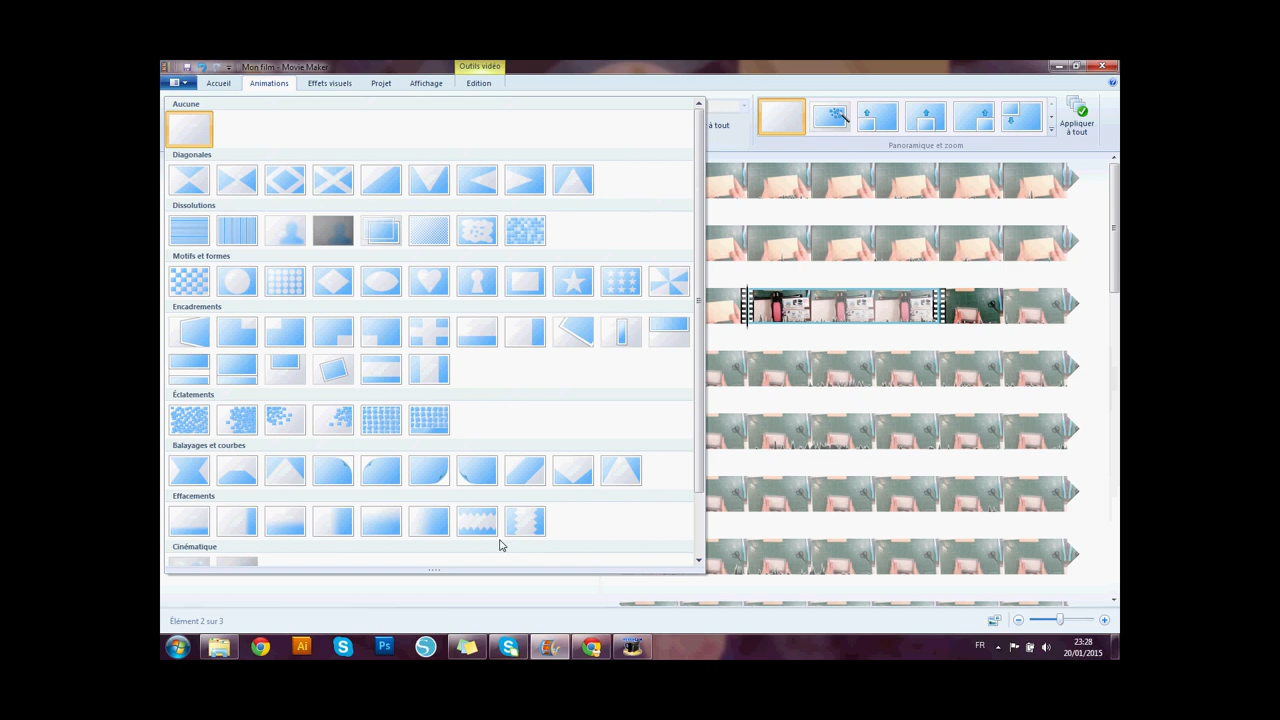 Mon film - Movie Maker
Outils vidéo
Accueil
Animations
Effets visuels
Projet
Affichage
Edition
Aucune
Diagonales
Dissolutions
Motifs et formes
Encadrements
Éclatements
Balayages et courbes
Effacements
Cinématique
à tout
Panoramique et zoom
Appliquer
à tout
Élément 2 sur 3
Ai
Ps
FR
23:28
20/01/2015